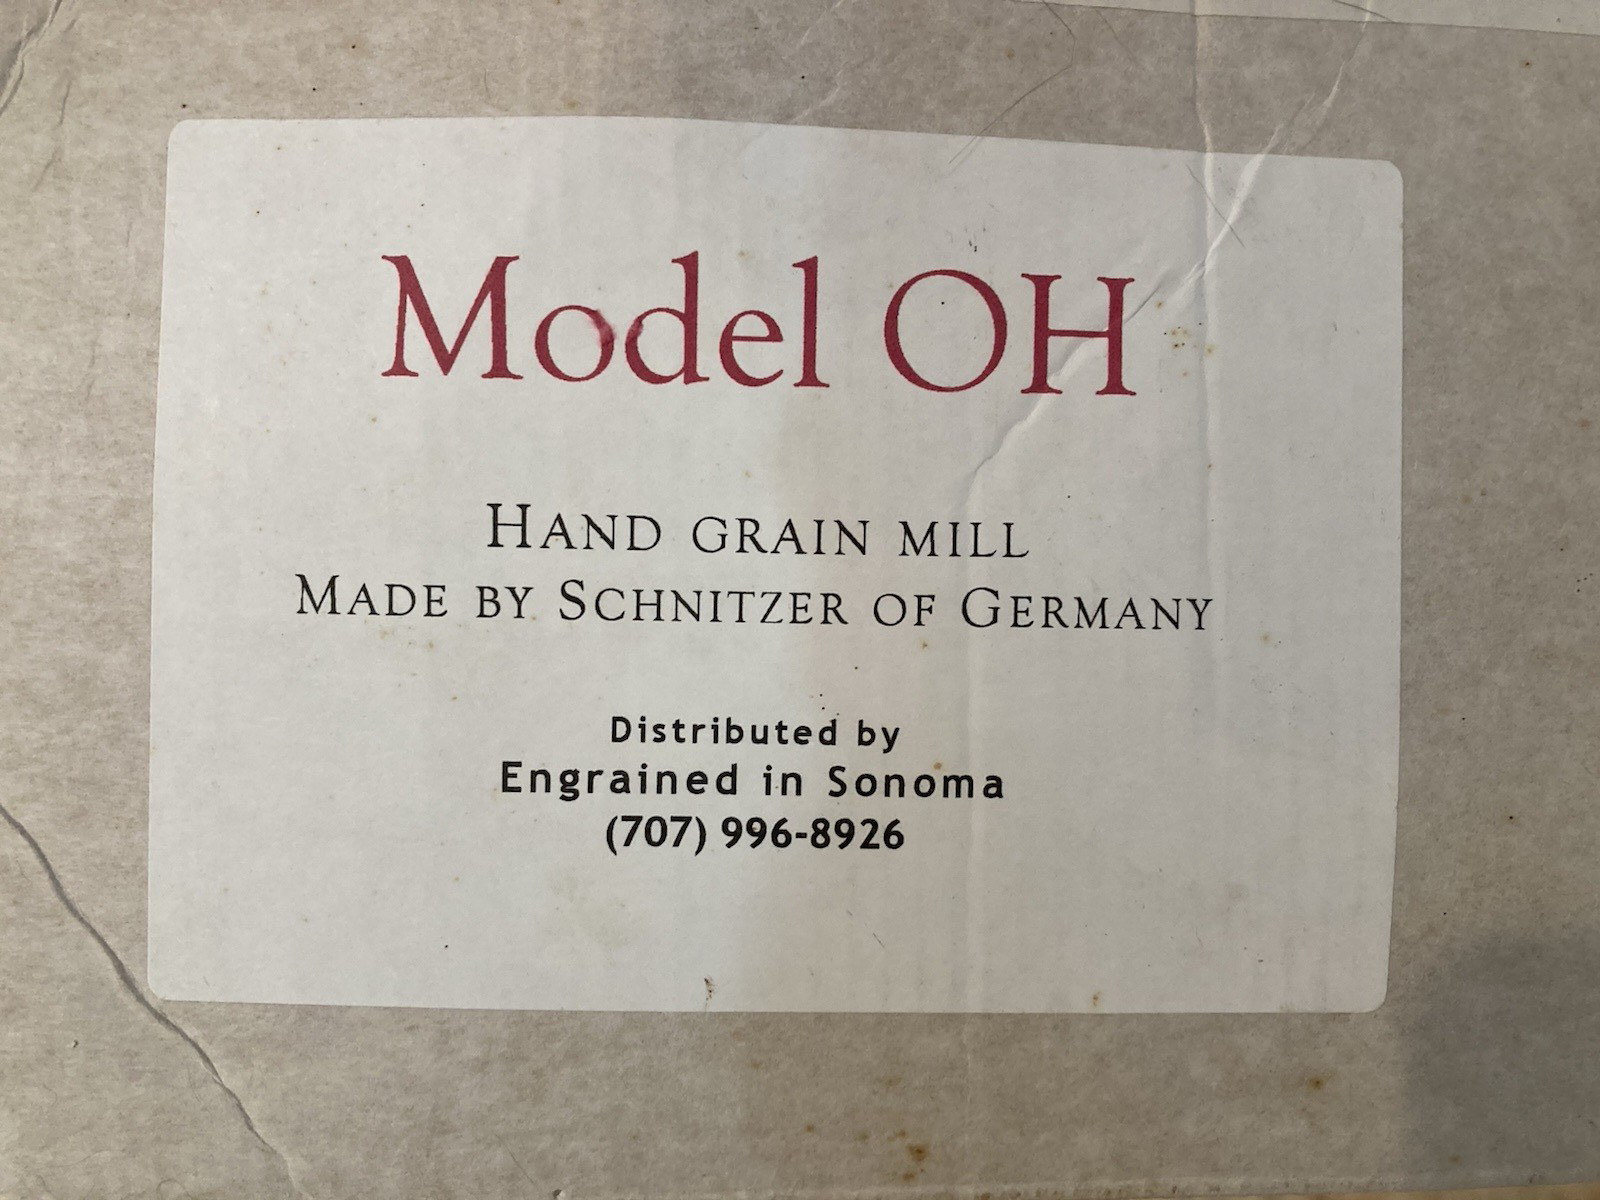 Model OH
HAND GRAIN MILL
MADE BY SCHNITZER OF GERMANY
Distributed by
Engrained in Sonoma
(707) 996-8926